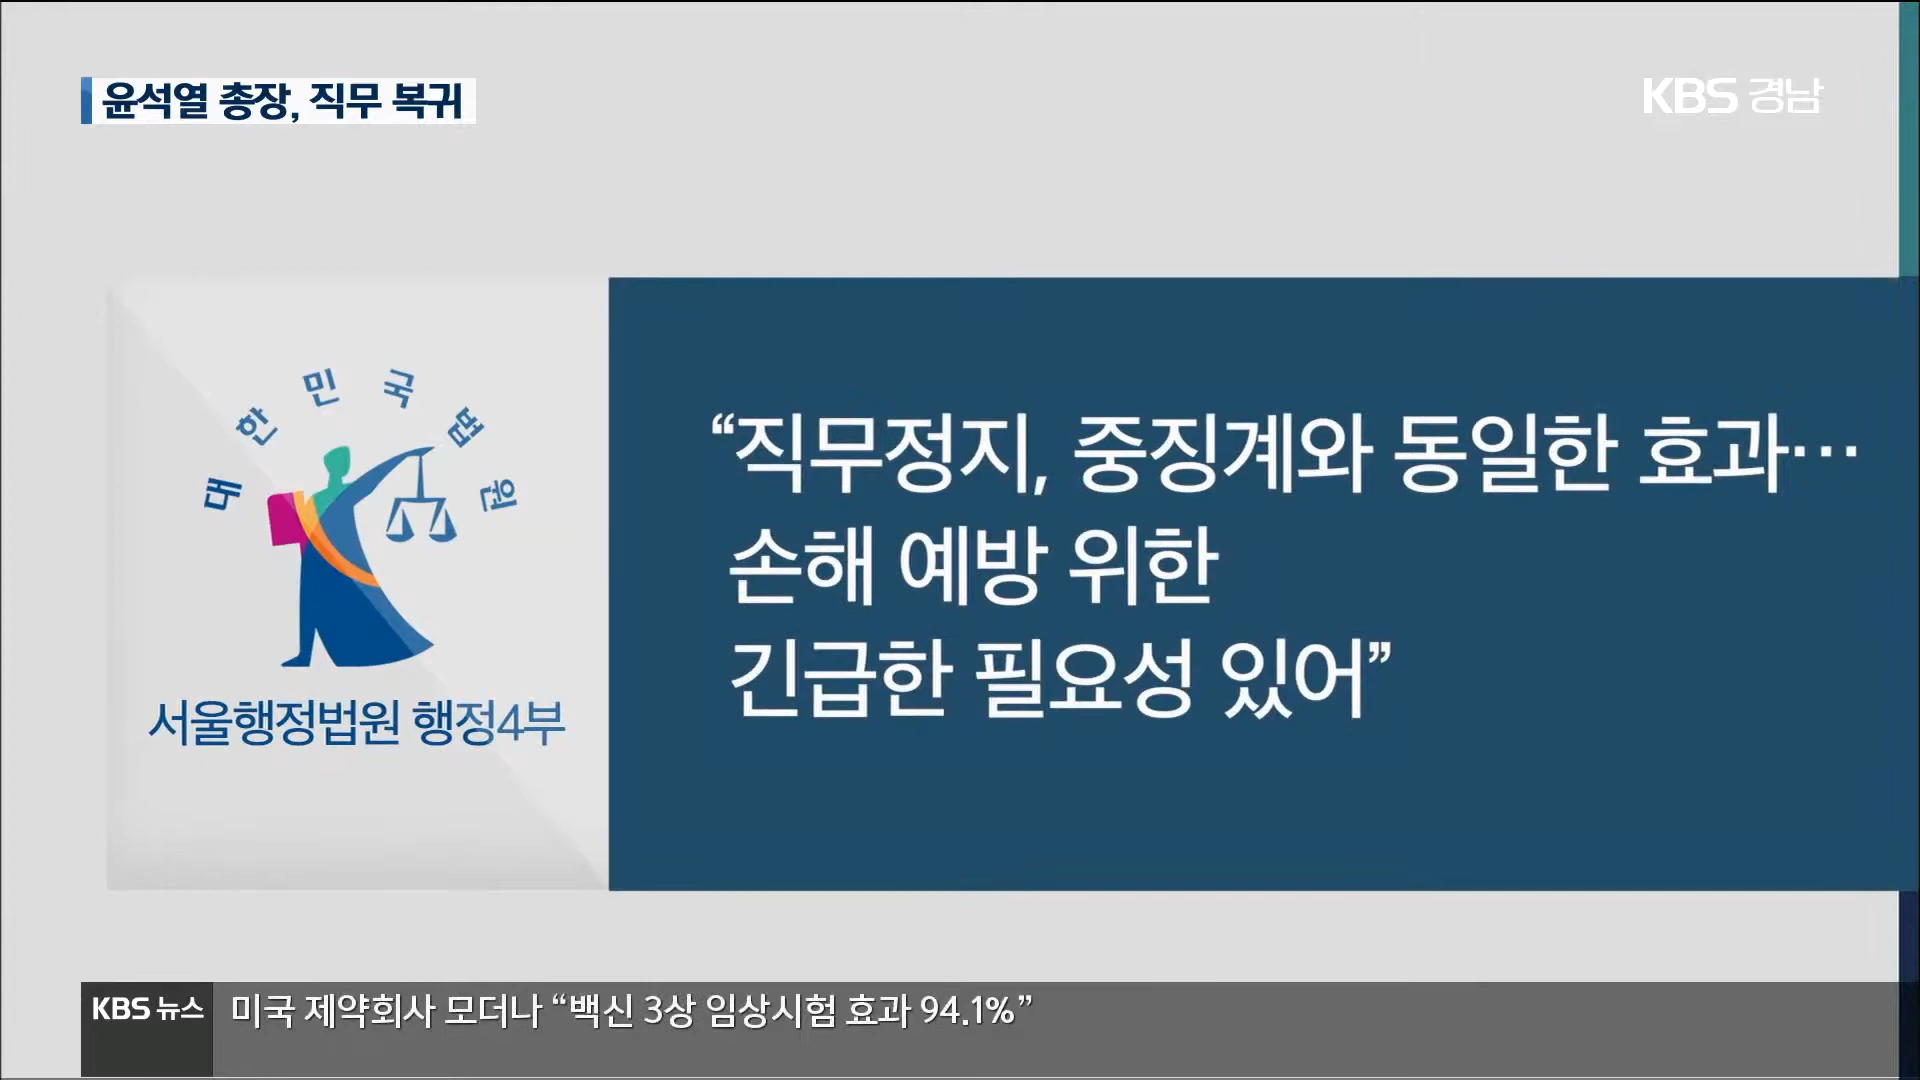 윤석열 총장, 직무 복귀
KBS 경남
대한민국법원
서울행정법원 행정4부
“직무정지, 중징계와 동일한 효과…
손해 예방 위한
긴급한 필요성 있어”
KBS 뉴스
미국 제약회사 모더나 “백신 3상 임상시험 효과 94.1%”